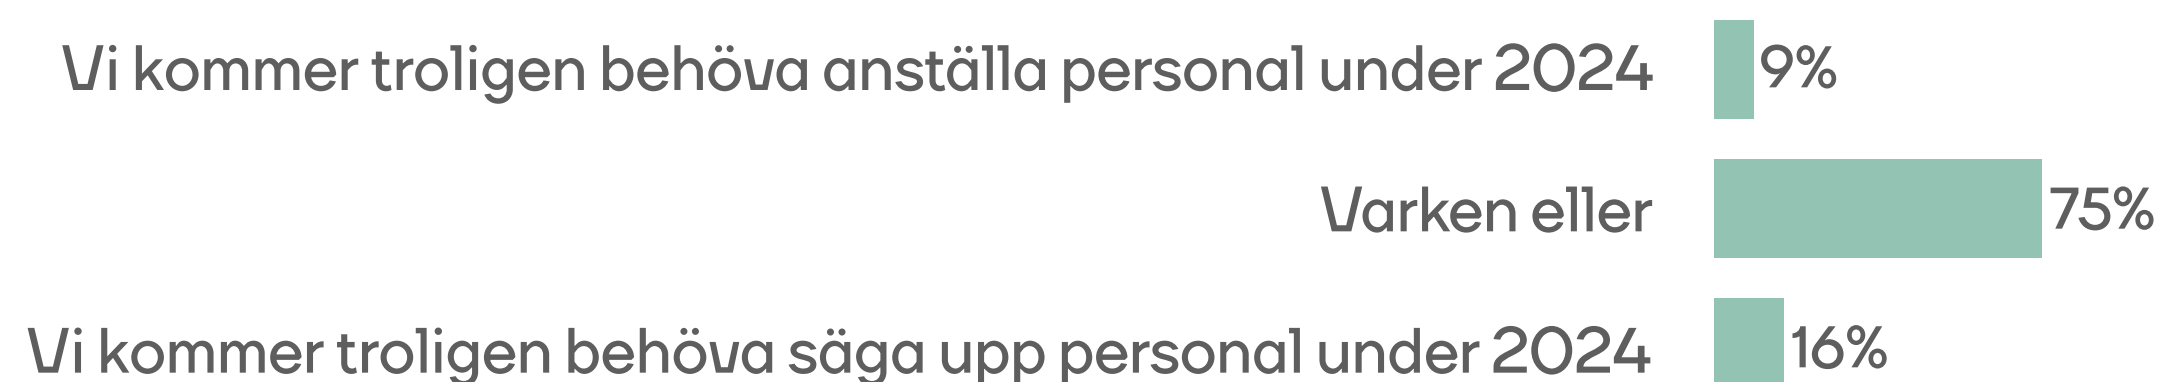 Vi kommer troligen behöva anställa personal under 2024 9%
Varken eller 75%
Vi kommer troligen behöva säga upp personal under 2024 16%